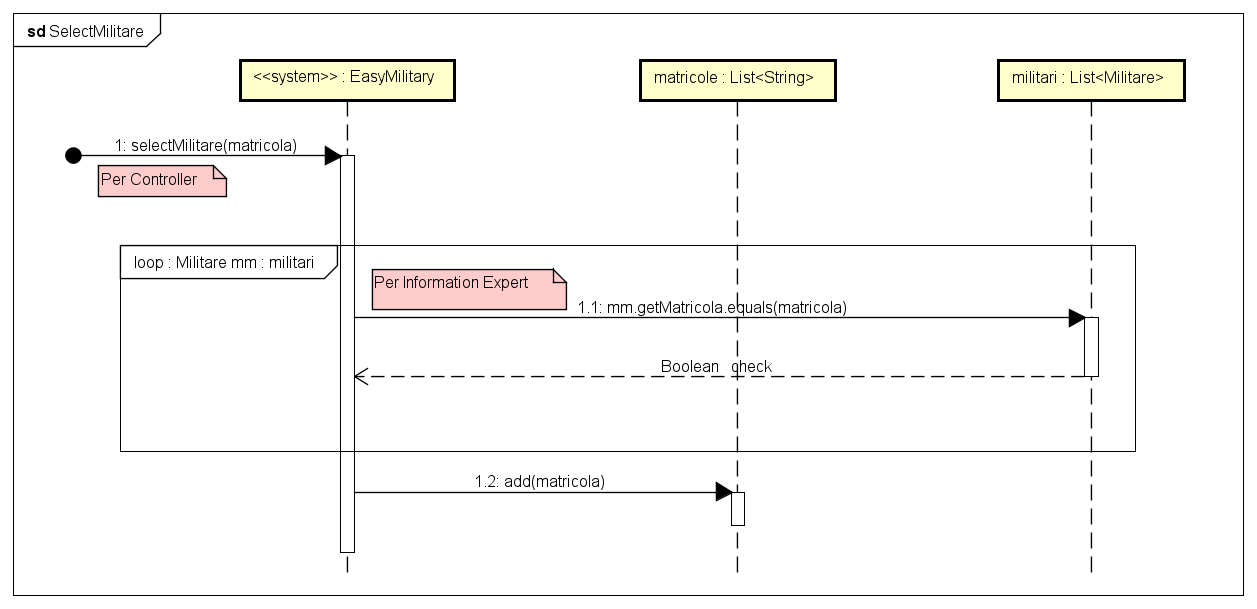 sd SelectMilitare
<<system>> : EasyMilitary
matricole : List<String>
militari : List<Militare>
1: selectMilitare(matricola)
Per Controller
loop : Militare mm : militari
Per Information Expert
1.1: mm.getMatricola.equals(matricola)
Boolean check
1.2: add(matricola)